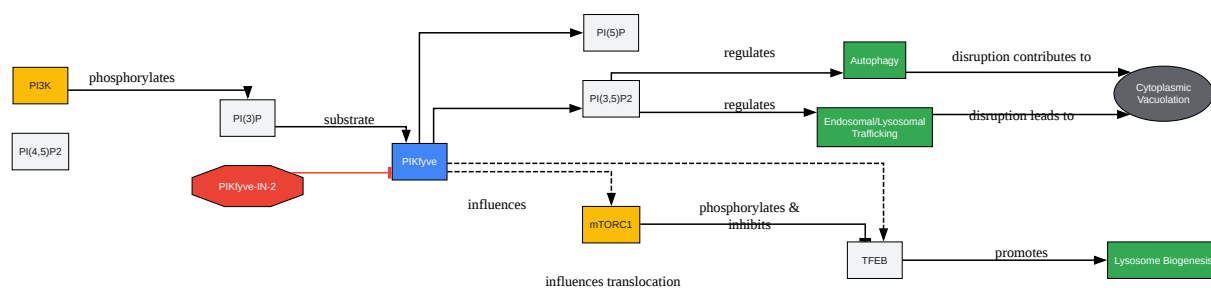 PI(5)P
regulates
Autophagy
disruption contributes to
PI3K
phosphorylates
PI(3)P
substrate
PI(3,5)P2
regulates
Endosomal/Lysosomal
Trafficking
disruption leads to
Cytoplasmic
Vacuolation
PI(4,5)P2
PIKfyve
PIKfyve-IN-2
influences
mTORC1
phosphorylates &
inhibits
TFEB
promotes
Lysosome Biogenesis
influences translocation